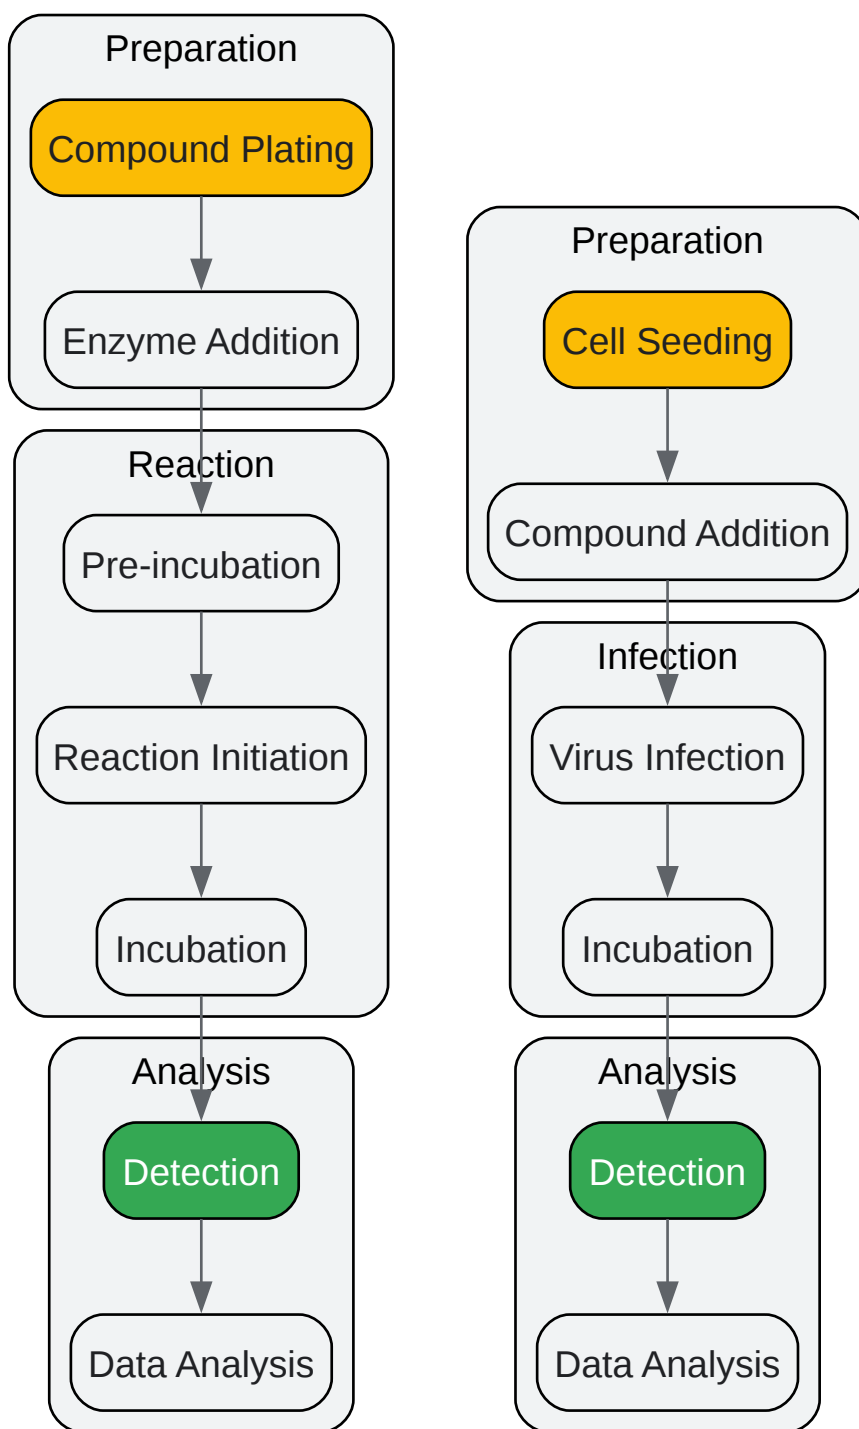 Preparation
Compound Plating
Enzyme Addition
Reaction
Pre-incubation
Reaction Initiation
Incubation
Analysis
Detection
Data Analysis
Preparation
Cell Seeding
Compound Addition
Infection
Virus Infection
Incubation
Analysis
Detection
Data Analysis